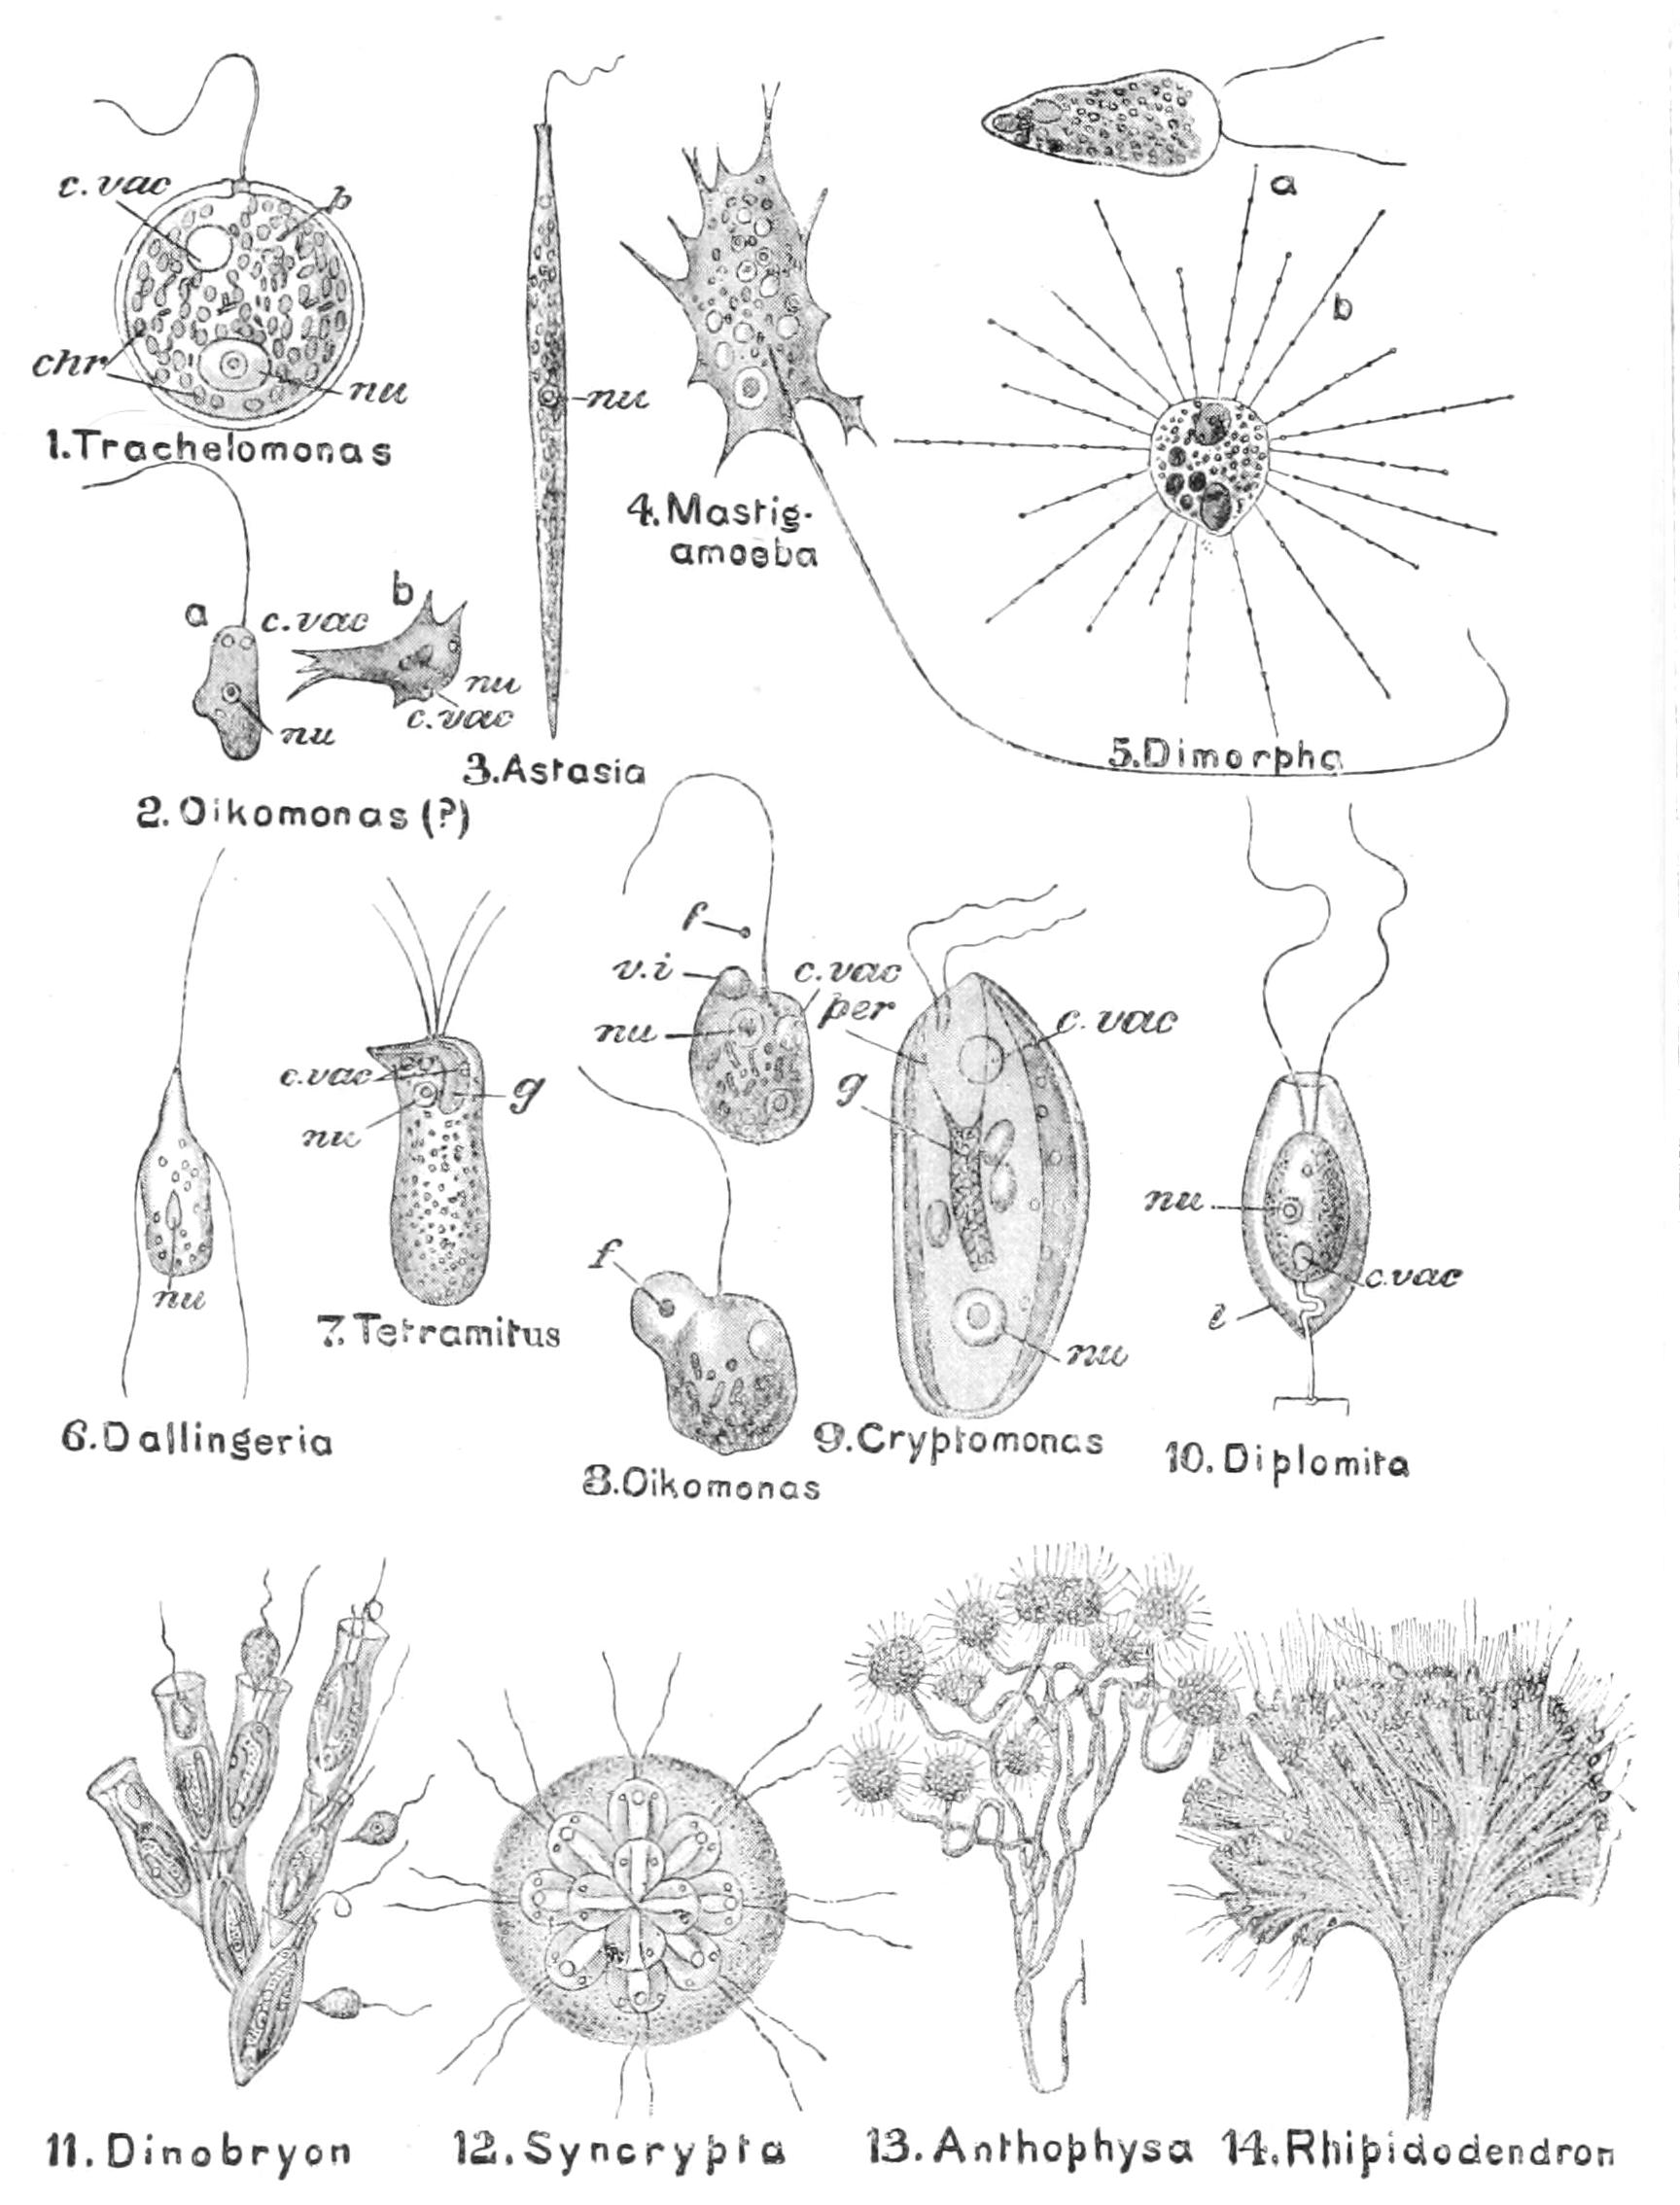 c.vac
p
chr
nu
1.Trachelomonas
a
c.vac
nu
b
nu
c.vac
2. Oikomonas (?)
nu
3.Astasia
4. Mastig-
amoeba
a
b
5.Dimorpha
nu
6.Dallingeria
c.vac
nu
g
7.Tetramitus
f
v.i
c.vac
nu
f
8.Oikomonas
per
c.vac
g
nu
9.Cryptomonas
nu
c.vac
l
10. Diplomita
11. Dinobryon
12. Syncrypta
13. Anthophysa
14. Rhipidodendron